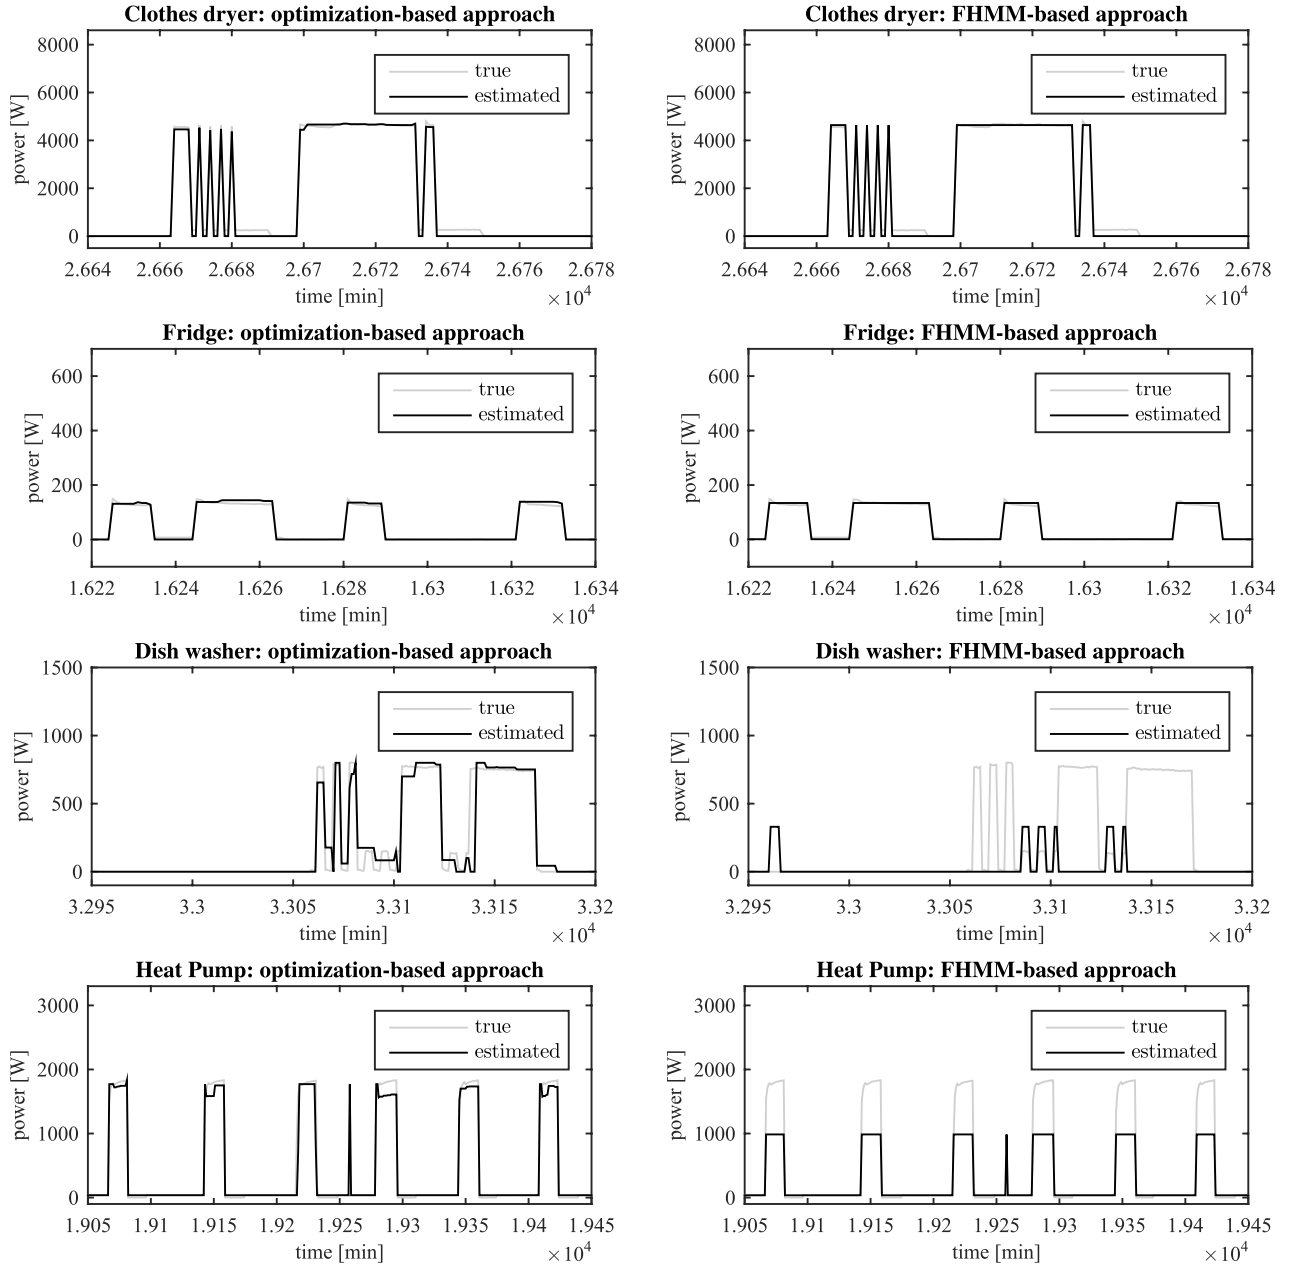 Clothes dryer: optimization-based approach
8000
6000
4000
2000
0
power [W]
true
estimated
2.664 2.666 2.668 2.67 2.672 2.674 2.676 2.678
time [min]
×10^4
Clothes dryer: FHMM-based approach
8000
6000
4000
2000
0
power [W]
true
estimated
2.664 2.666 2.668 2.67 2.672 2.674 2.676 2.678
time [min]
×10^4
Fridge: optimization-based approach
600
400
200
0
power [W]
true
estimated
1.622 1.624 1.626 1.628 1.63 1.632 1.634
time [min]
×10^4
Fridge: FHMM-based approach
600
400
200
0
power [W]
true
estimated
1.622 1.624 1.626 1.628 1.63 1.632 1.634
time [min]
×10^4
Dish washer: optimization-based approach
1500
1000
500
0
power [W]
true
estimated
3.295 3.3 3.305 3.31 3.315 3.32
time [min]
×10^4
Dish washer: FHMM-based approach
1500
1000
500
0
power [W]
true
estimated
3.295 3.3 3.305 3.31 3.315 3.32
time [min]
×10^4
Heat Pump: optimization-based approach
3000
2000
1000
0
power [W]
true
estimated
1.905 1.91 1.915 1.92 1.925 1.93 1.935 1.94 1.945
time [min]
×10^4
Heat Pump: FHMM-based approach
3000
2000
1000
0
power [W]
true
estimated
1.905 1.91 1.915 1.92 1.925 1.93 1.935 1.94 1.945
time [min]
×10^4